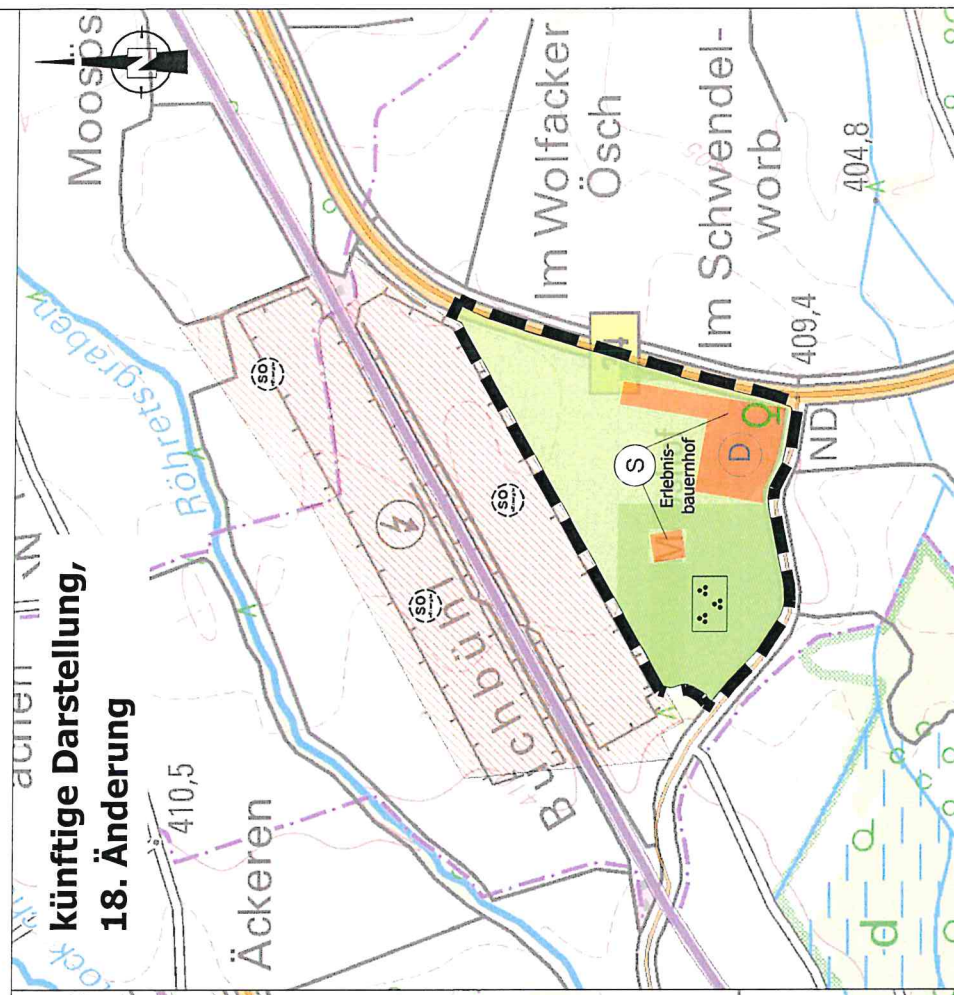 künftige Darstellung,
18. Änderung
Moosös
N
Röhretsgraben
410,5
Äckeren
Buchbühl
SO
SO
SO
Im Wolfacker
Ösch
Im Schwendel-
worb
404,8
409,4
ND
S
Erlebnis-
bauernhof
D